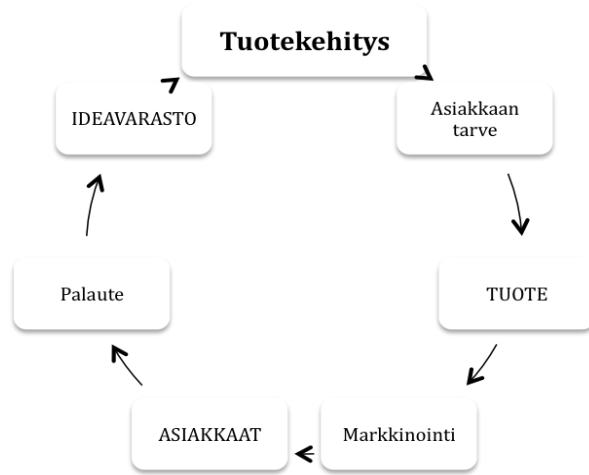 Tuotekehitys
Asiakkaan
tarve
TUOTE
Markkinointi
ASIAKKAAT
Palaute
IDEAVARASTO